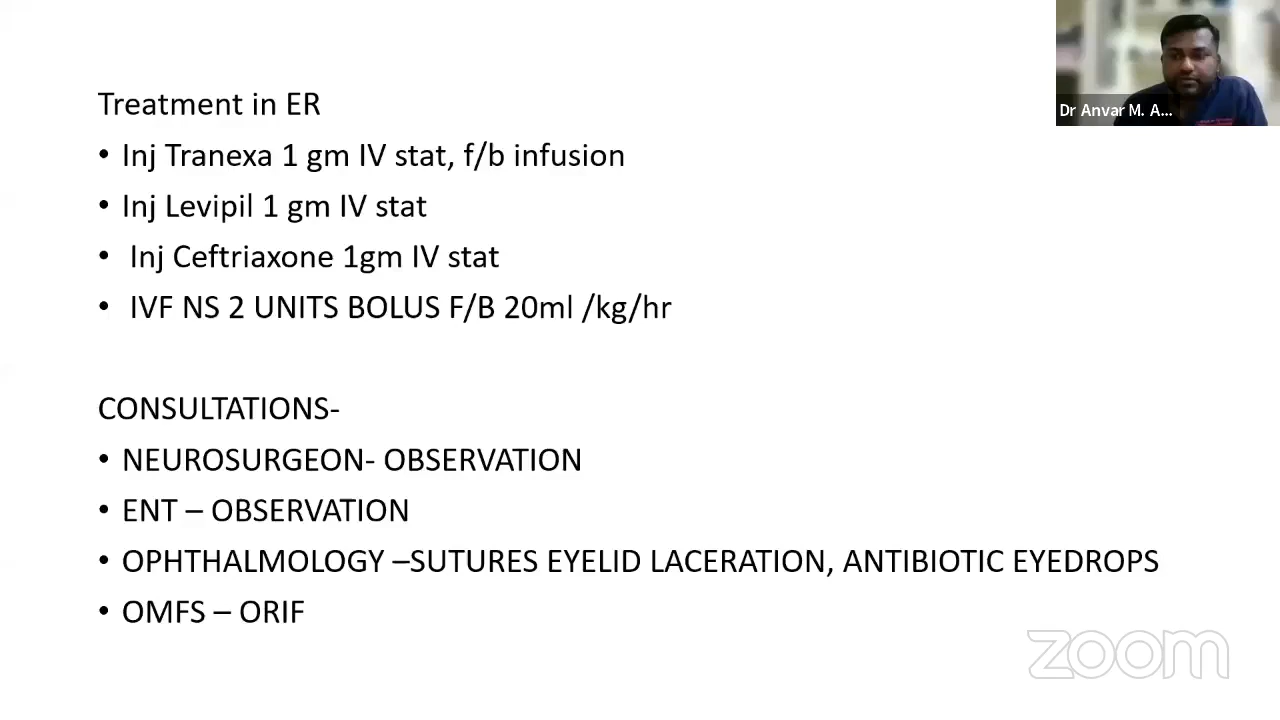 Treatment in ER
• Inj Tranexa 1 gm IV stat, f/b infusion
• Inj Levipil 1 gm IV stat
• Inj Ceftriaxone 1gm IV stat
• IVF NS 2 UNITS BOLUS F/B 20ml /kg/hr
CONSULTATIONS-
• NEUROSURGEON- OBSERVATION
• ENT – OBSERVATION
• OPHTHALMOLOGY –SUTURES EYELID LACERATION, ANTIBIOTIC EYEDROPS
• OMFS – ORIF
Dr Anvar M. A...
zoom